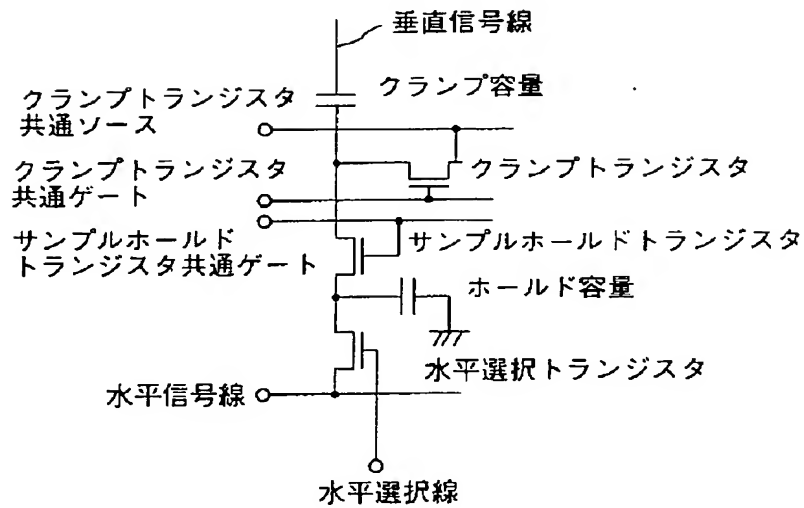 垂直信号線
クランプ容量
クランプトランジスタ
共通ソース
クランプトランジスタ
クランプトランジスタ
共通ゲート
サンプルホールド
トランジスタ共通ゲート
サンプルホールドトランジスタ
ホールド容量
水平選択トランジスタ
水平信号線
水平選択線